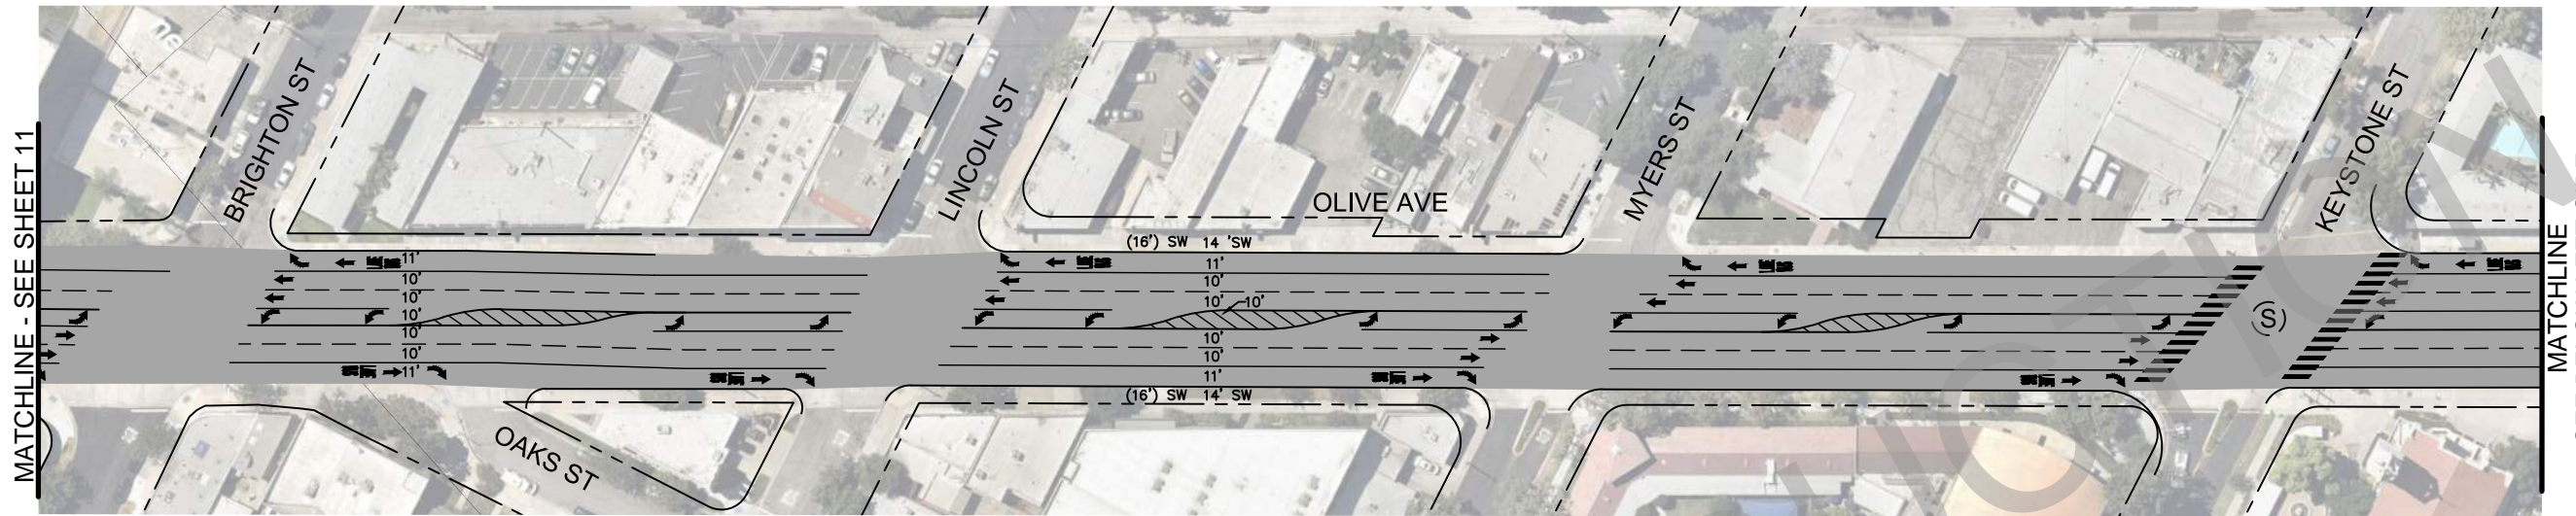 MATCHLINE - SEE SHEET 11
BRIGHTON ST
LINCOLN ST
OLIVE AVE
MYERS ST
KEYSTONE ST
MATCHLINE
(16') SW 14 'SW
11'
10'
10'
10'
10'
10'
11'
11'
10'
10'
10'
10'
10'
11'
(16') SW 14' SW
OAKS ST
(S)